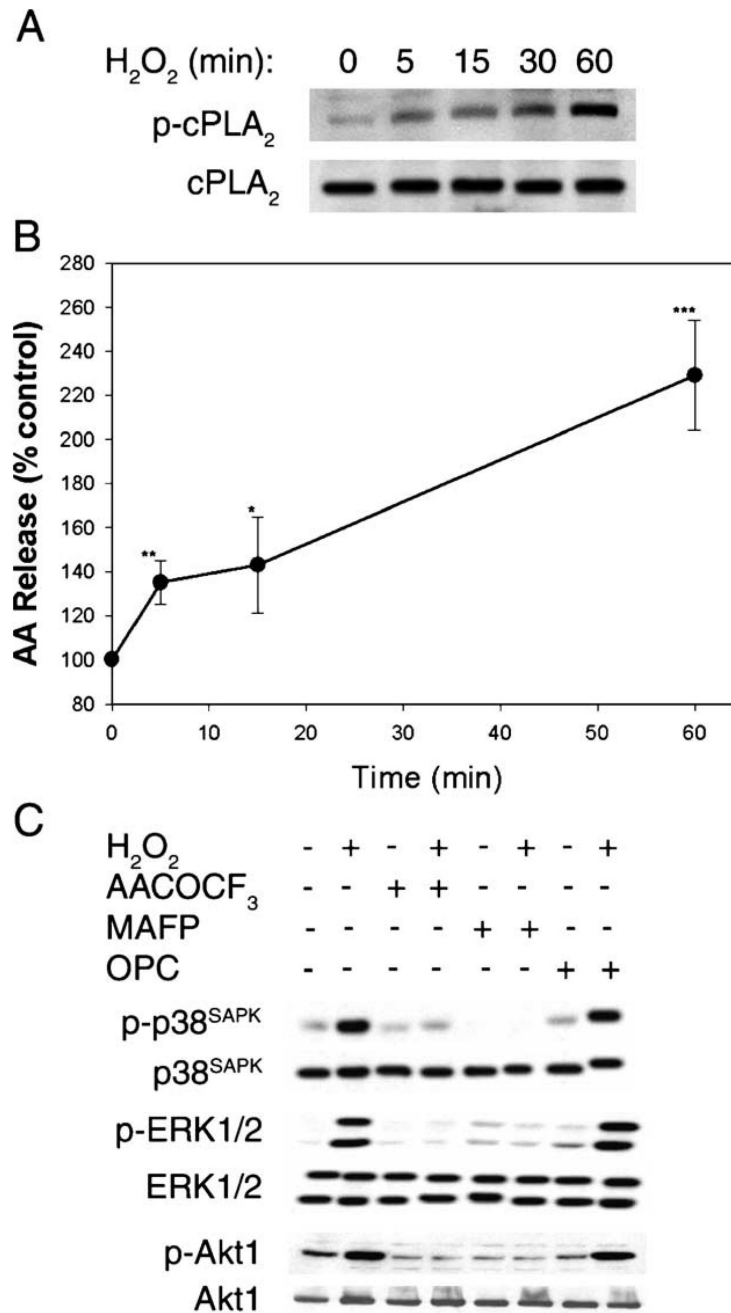 A
H₂O₂ (min): 0 5 15 30 60
p-cPLA₂
cPLA₂
B
280
260
240
220
200
180
160
140
120
100
80
AA Release (% control)
** * ***
0 10 20 30 40 50 60
Time (min)
C
H₂O₂ - + - + - + - +
AACOCF₃ - - + + - - - -
MAFP - - - - + + - -
OPC - - - - - - + +
p-p38ˢᴬᴾᴷ
p38ˢᴬᴾᴷ
p-ERK1/2
ERK1/2
p-Akt1
Akt1